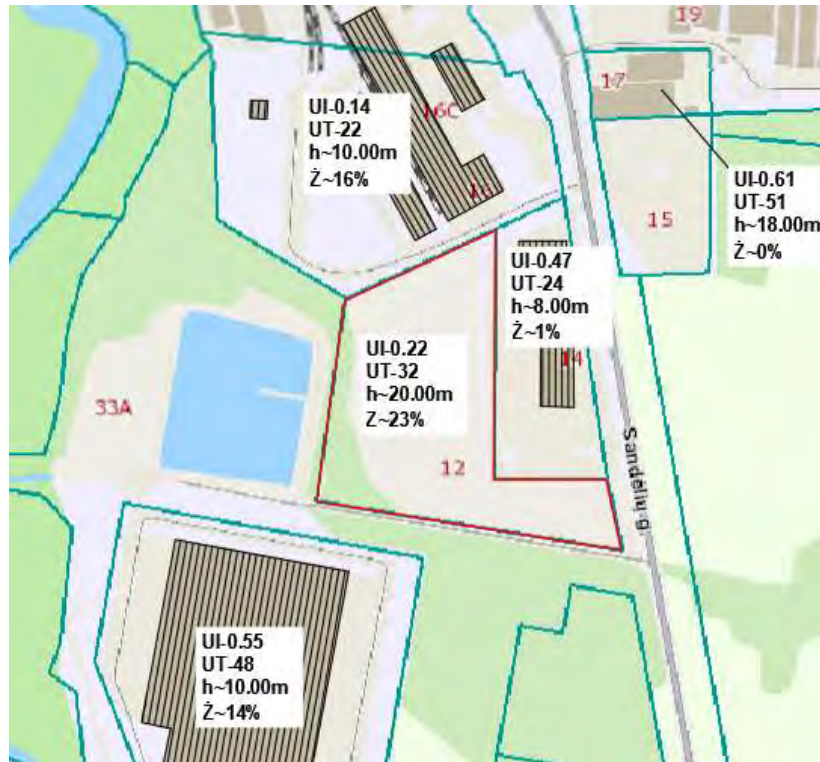 19
17
UI-0.14
UT-22
h~10.00m
Ž~16%
16C
16
UI-0.61
UT-51
h~18.00m
Ž~0%
15
UI-0.47
UT-24
h~8.00m
Ž~1%
14
UI-0.22
UT-32
h~20.00m
Z~23%
33A
12
Sandėlių g.
UI-0.55
UT-48
h~10.00m
Ž~14%